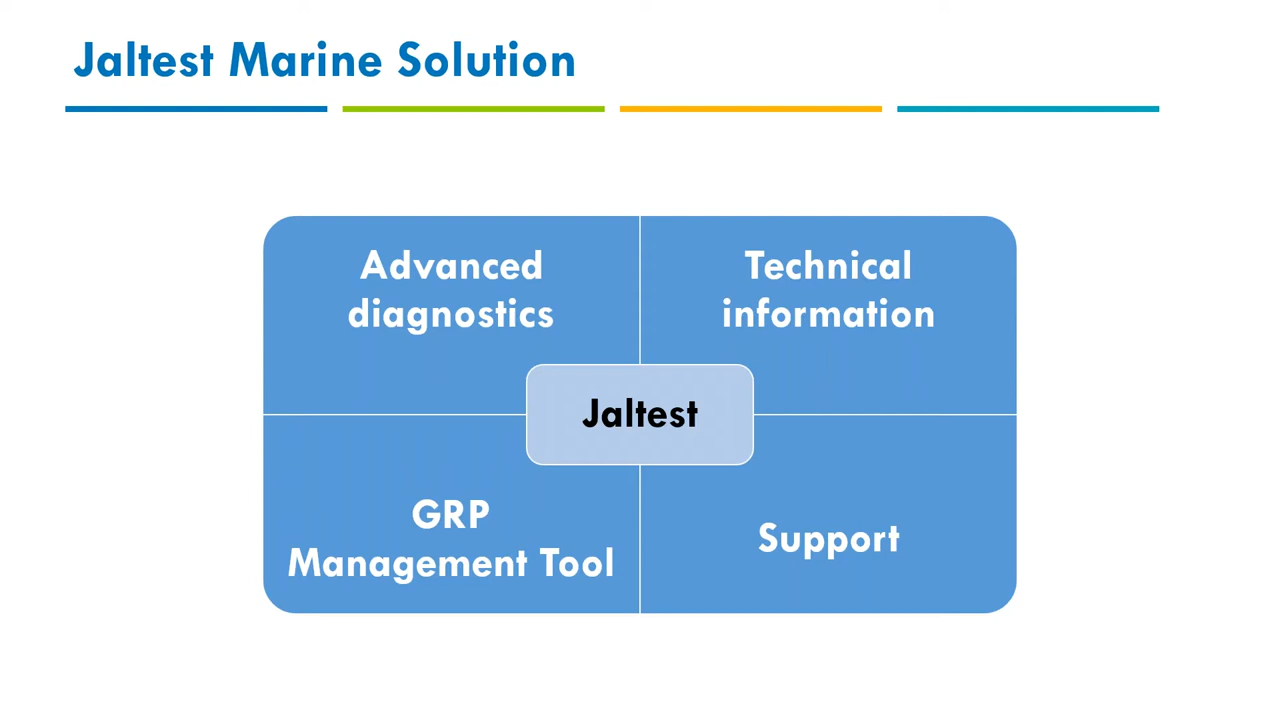 Jaltest Marine Solution
Advanced
diagnostics
Technical
information
Jaltest
GRP
Management Tool
Support